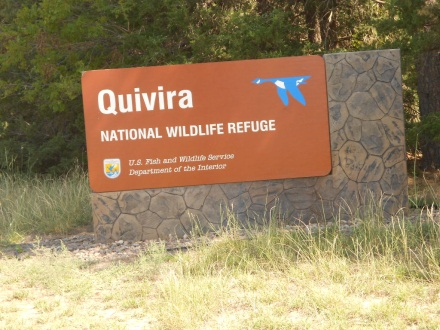 Quivira
NATIONAL WILDLIFE REFUGE
U.S. Fish and Wildlife Service
Department of the Interior